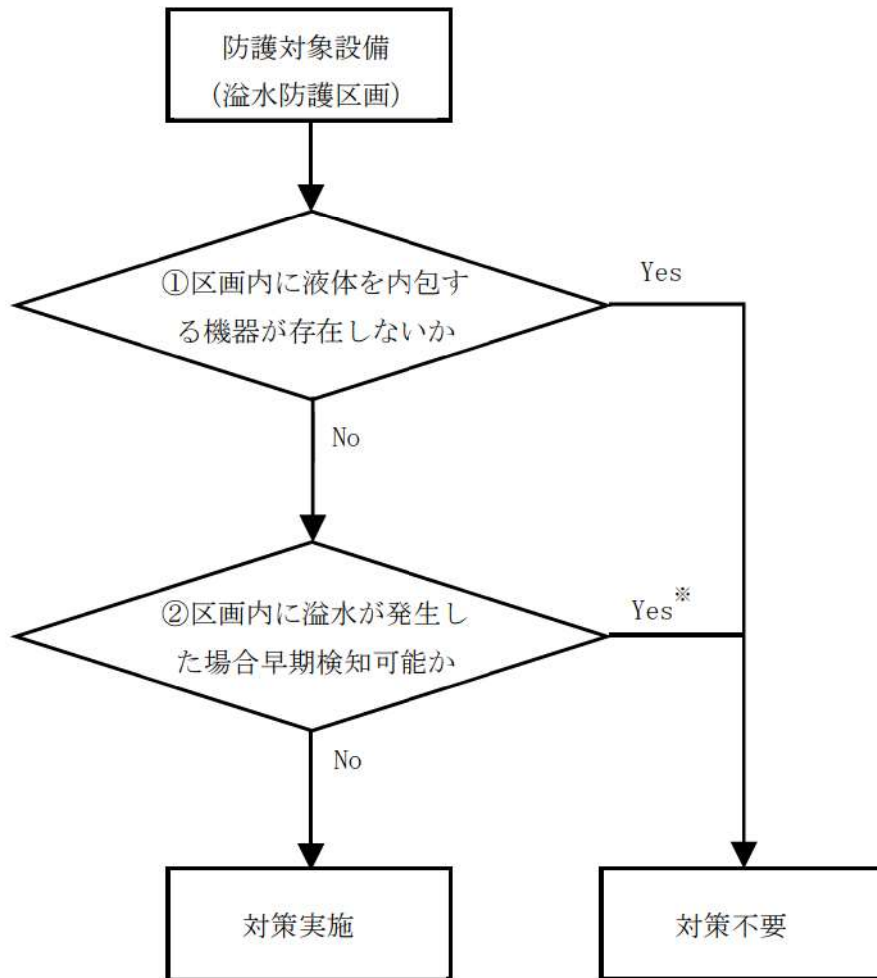 防護対象設備
(溢水防護区画)
①区画内に液体を内包す
る機器が存在しないか
Yes
No
②区画内に溢水が発生し
た場合早期検知可能か
Yes※
No
対策実施
対策不要